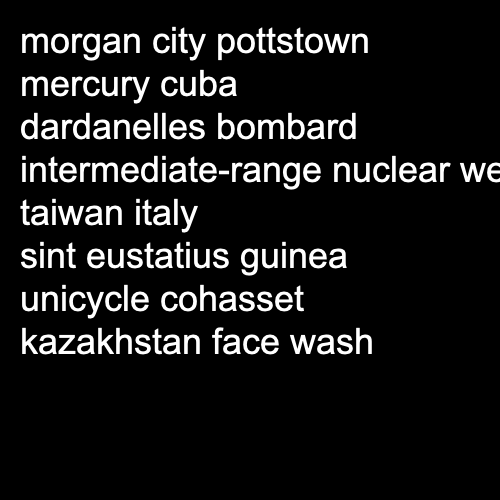 morgan city pottstown
mercury cuba
dardanelles bombard
intermediate-range nuclear
taiwan italy
sint eustatius guinea
unicycle cohasset
kazakhstan face wash